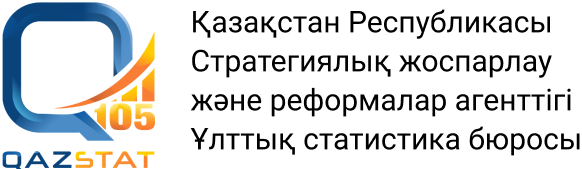 Қазақстан Республикасы
Стратегиялық жоспарлау
және реформалар агенттігі
Ұлттық статистика бюросы
105
QAZSTAT